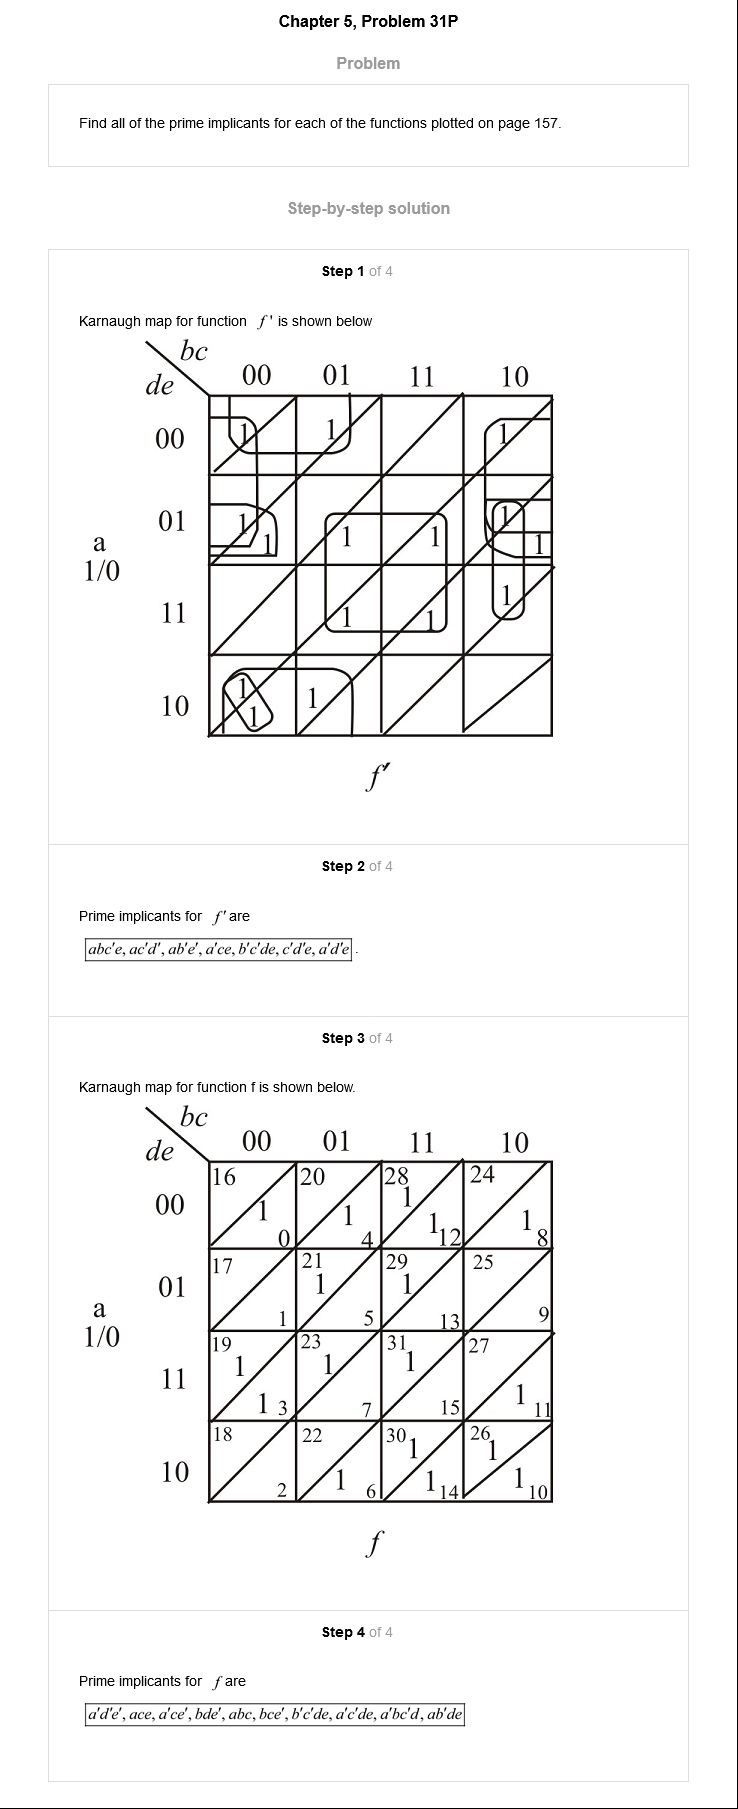 Chapter 5, Problem 31P
Problem
Find all of the prime implicants for each of the functions plotted on page 157.
Step-by-step solution
Step 1 of 4
Karnaugh map for function f ' is shown below
bc
de
00 01 11 10
00 1 1 1
01 1 1 1 1 1 1
a
1/0
11 1 1 1
10 1 1 1
f'
Step 2 of 4
Prime implicants for f' are
abc'e, ac'd', ab'e', a'ce, b'c'de, c'd'e, a'd'e .
Step 3 of 4
Karnaugh map for function f is shown below.
bc
de
00 01 11 10
16 20 28 24
00 1 1 1 1 1
0 4 12 8
17 21 29 25
01 1 1
1 5 13 9
a
1/0
19 23 31 27
11 1 1 1 1 1
3 7 15 11
18 22 30 26
10 1 1 1 1 1
2 6 14 10
f
Step 4 of 4
Prime implicants for f are
a'd'e', ace, a'ce', bde', abc, bce', b'c'de, a'c'de, a'bc'd, ab'de